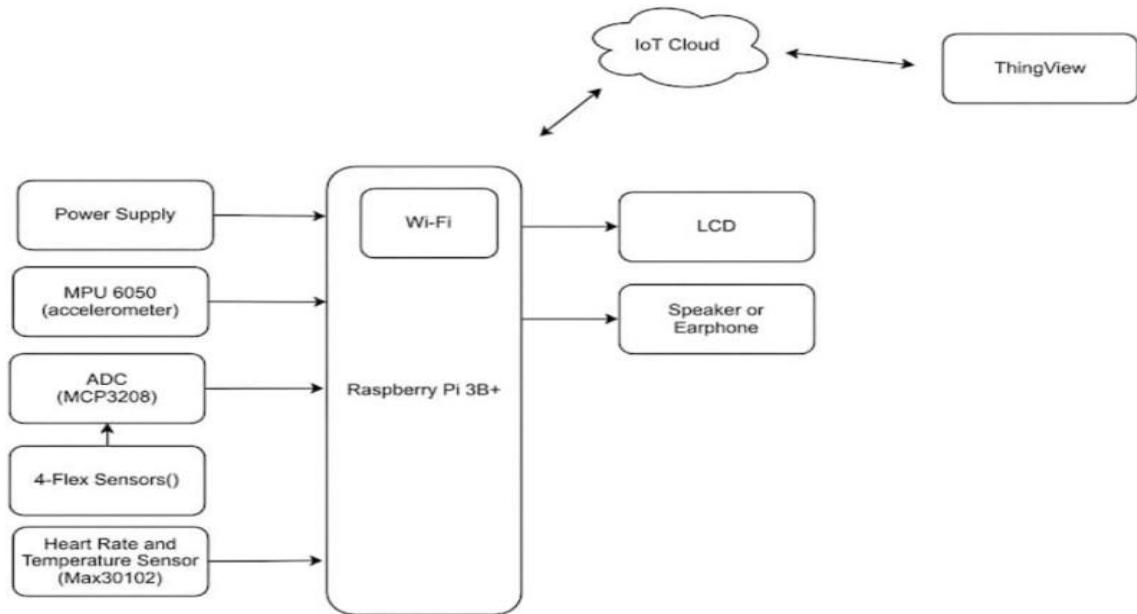 IoT Cloud
ThingView
Power Supply
Wi-Fi
LCD
MPU 6050
(accelerometer)
Speaker or
Earphone
ADC
(MCP3208)
Raspberry Pi 3B+
4-Flex Sensors()
Heart Rate and
Temperature Sensor
(Max30102)